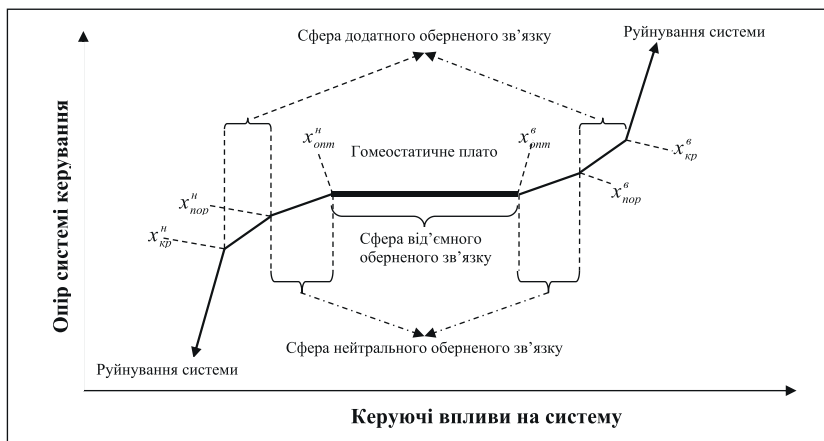 Сфера додатного оберненого зв’язку
Руйнування системи
Опір системі керування
x^н_опт
Гомеостатичне плато
x^в_опт
x^в_кр
x^н_пор
x^в_пор
x^н_кр
Сфера від’ємного
оберненого зв’язку
Сфера нейтрального оберненого зв’язку
Руйнування системи
Керуючі впливи на систему